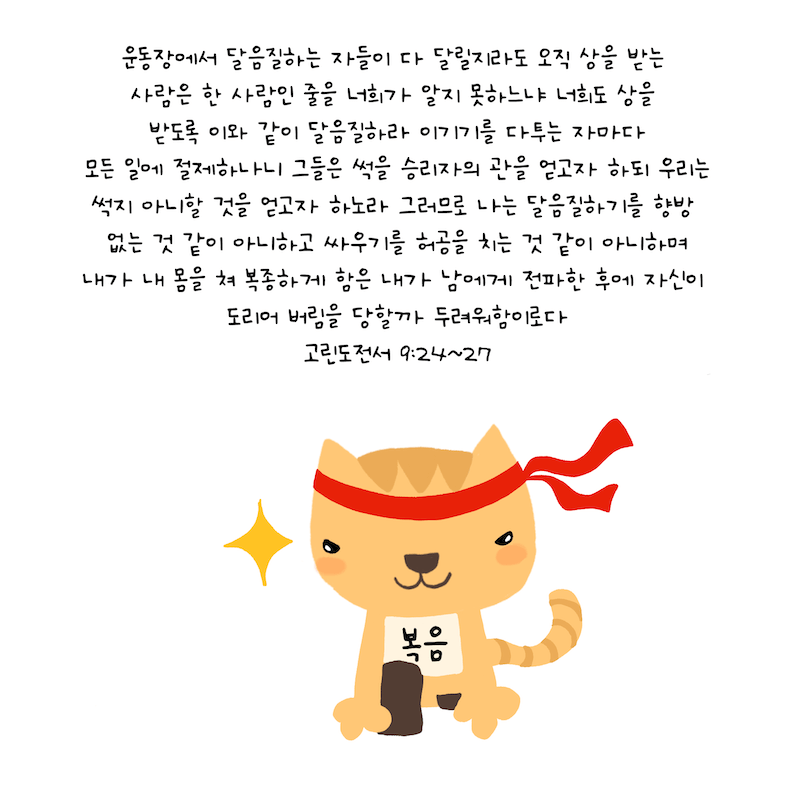 운동장에서 달음질하는 자들이 다 달릴지라도 오직 상을 받는
사람은 한 사람인 줄을 너희가 알지 못하느냐 너희도 상을
받도록 이와 같이 달음질하라 이기기를 다투는 자마다
모든 일에 절제하나니 그들은 썩을 승리자의 관을 얻고자 하되 우리는
썩지 아니할 것을 얻고자 하노라 그러므로 나는 달음질하기를 향방
없는 것 같이 아니하고 싸우기를 허공을 치는 것 같이 아니하며
내가 내 몸을 쳐 복종하게 함은 내가 남에게 전파한 후에 자신이
도리어 버림을 당할까 두려워함이로다
고린도전서 9:24~27
복음